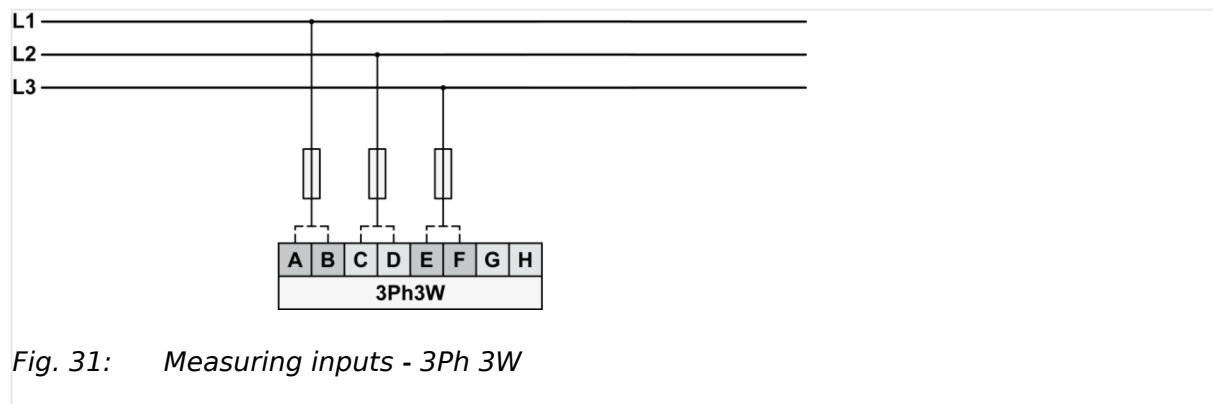 L1
L2
L3
A B C D E F G H
3Ph3W
Fig. 31: Measuring inputs - 3Ph 3W